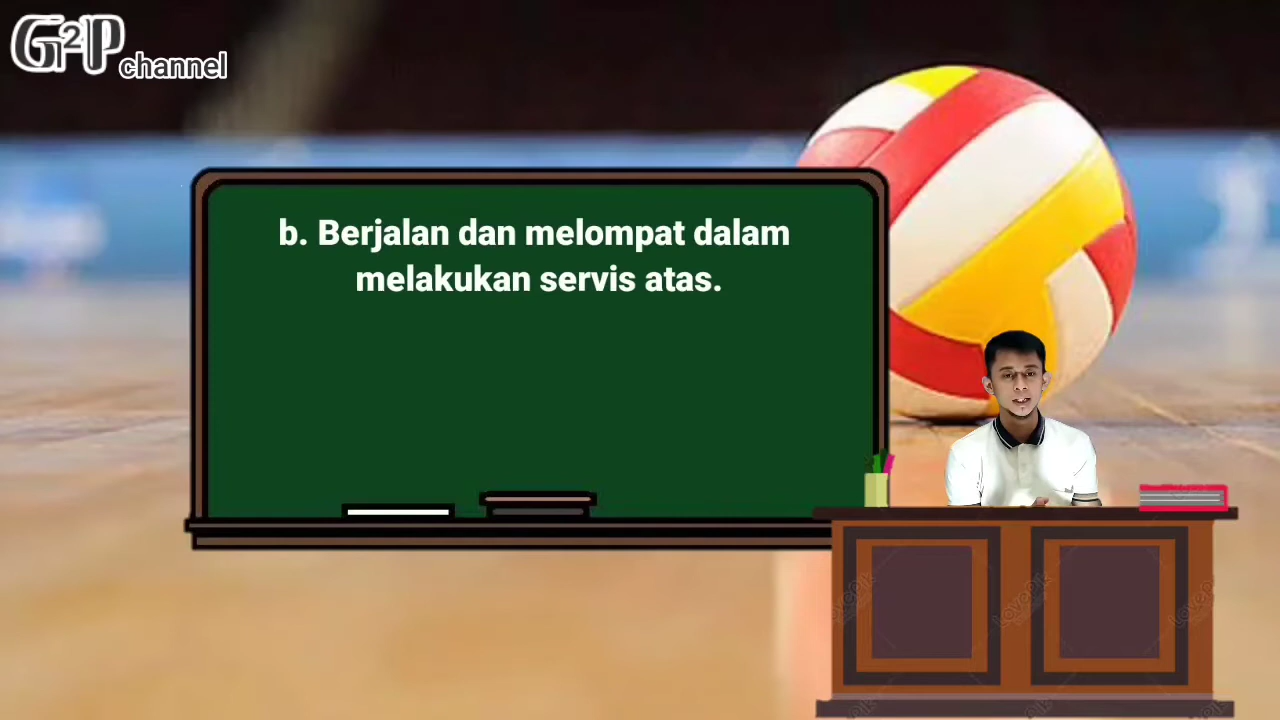 G2P
channel
b. Berjalan dan melompat dalam
melakukan servis atas.